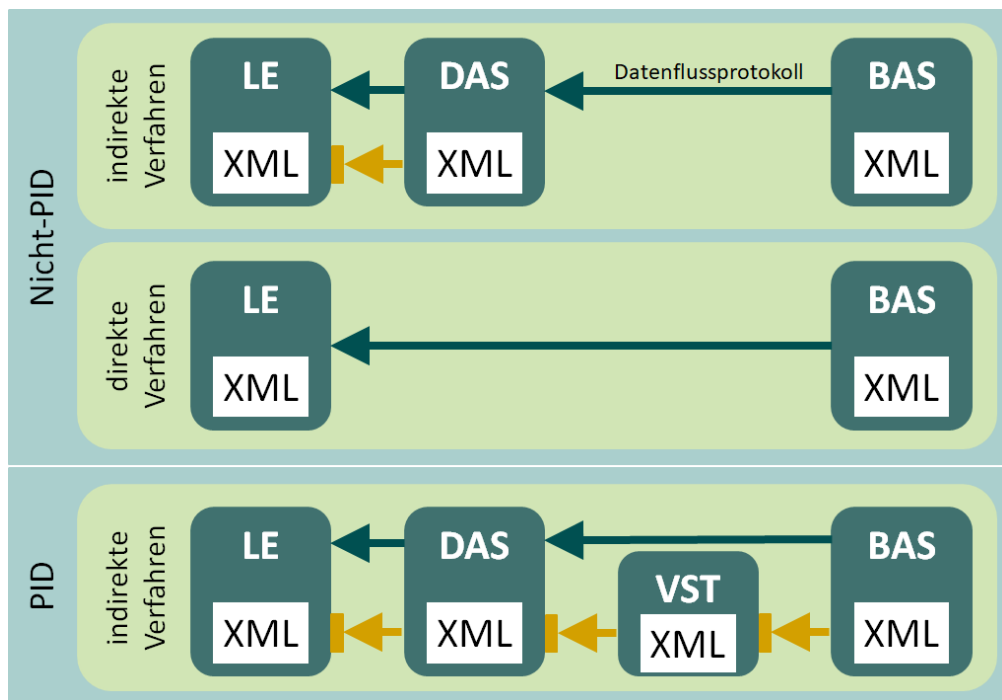 Nicht-PID
indirekte
Verfahren
LE
XML
DAS
XML
Datenflussprotokoll
BAS
XML
direkte
Verfahren
LE
XML
BAS
XML
PID
indirekte
Verfahren
LE
XML
DAS
XML
VST
XML
BAS
XML